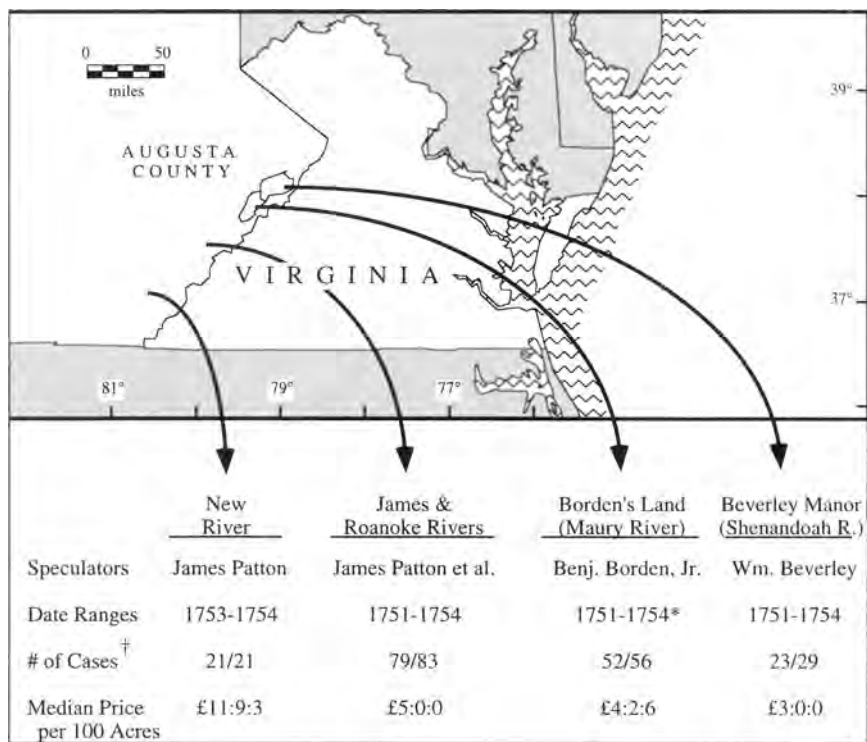 0 50
miles
39°
AUGUSTA
COUNTY
VIRGINIA
37°
81° 79° 77°
New James & Borden's Land Beverley Manor
River Roanoke Rivers (Maury River) (Shenandoah R.)
Speculators James Patton James Patton et al. Benj. Borden, Jr. Wm. Beverley
Date Ranges 1753-1754 1751-1754 1751-1754* 1751-1754
# of Cases† 21/21 79/83 52/56 23/29
Median Price £11:9:3 £5:0:0 £4:2:6 £3:0:0
per 100 Acres